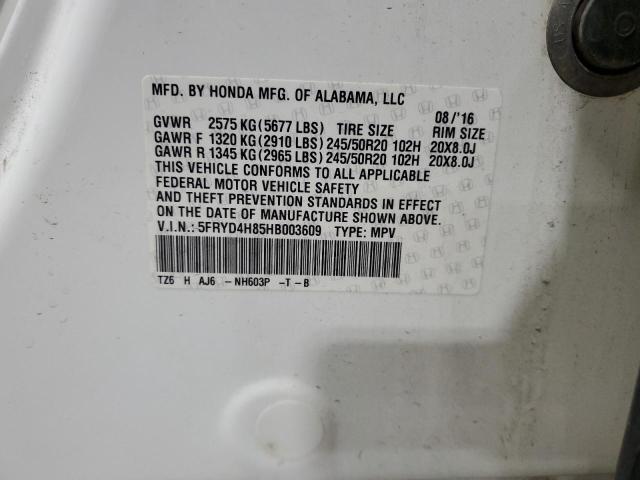 MFD. BY HONDA MFG. OF ALABAMA, LLC 08/'16
GVWR 2575 KG(5677 LBS) TIRE SIZE RIM SIZE
GAWR F 1320 KG(2910 LBS)245/50R20 102H 20X8.0J
GAWR R 1345 KG(2965 LBS)245/50R20 102H 20X8.0J
THIS VEHICLE CONFORMS TO ALL APPLICABLE
FEDERAL MOTOR VEHICLE SAFETY
AND THEFT PREVENTION STANDARDS IN EFFECT
ON THE DATE OF MANUFACTURE SHOWN ABOVE.
V.I.N.: 5FRYD4H85HB003609 TYPE: MPV
TZ6 H AJ6 -NH603P -T-B